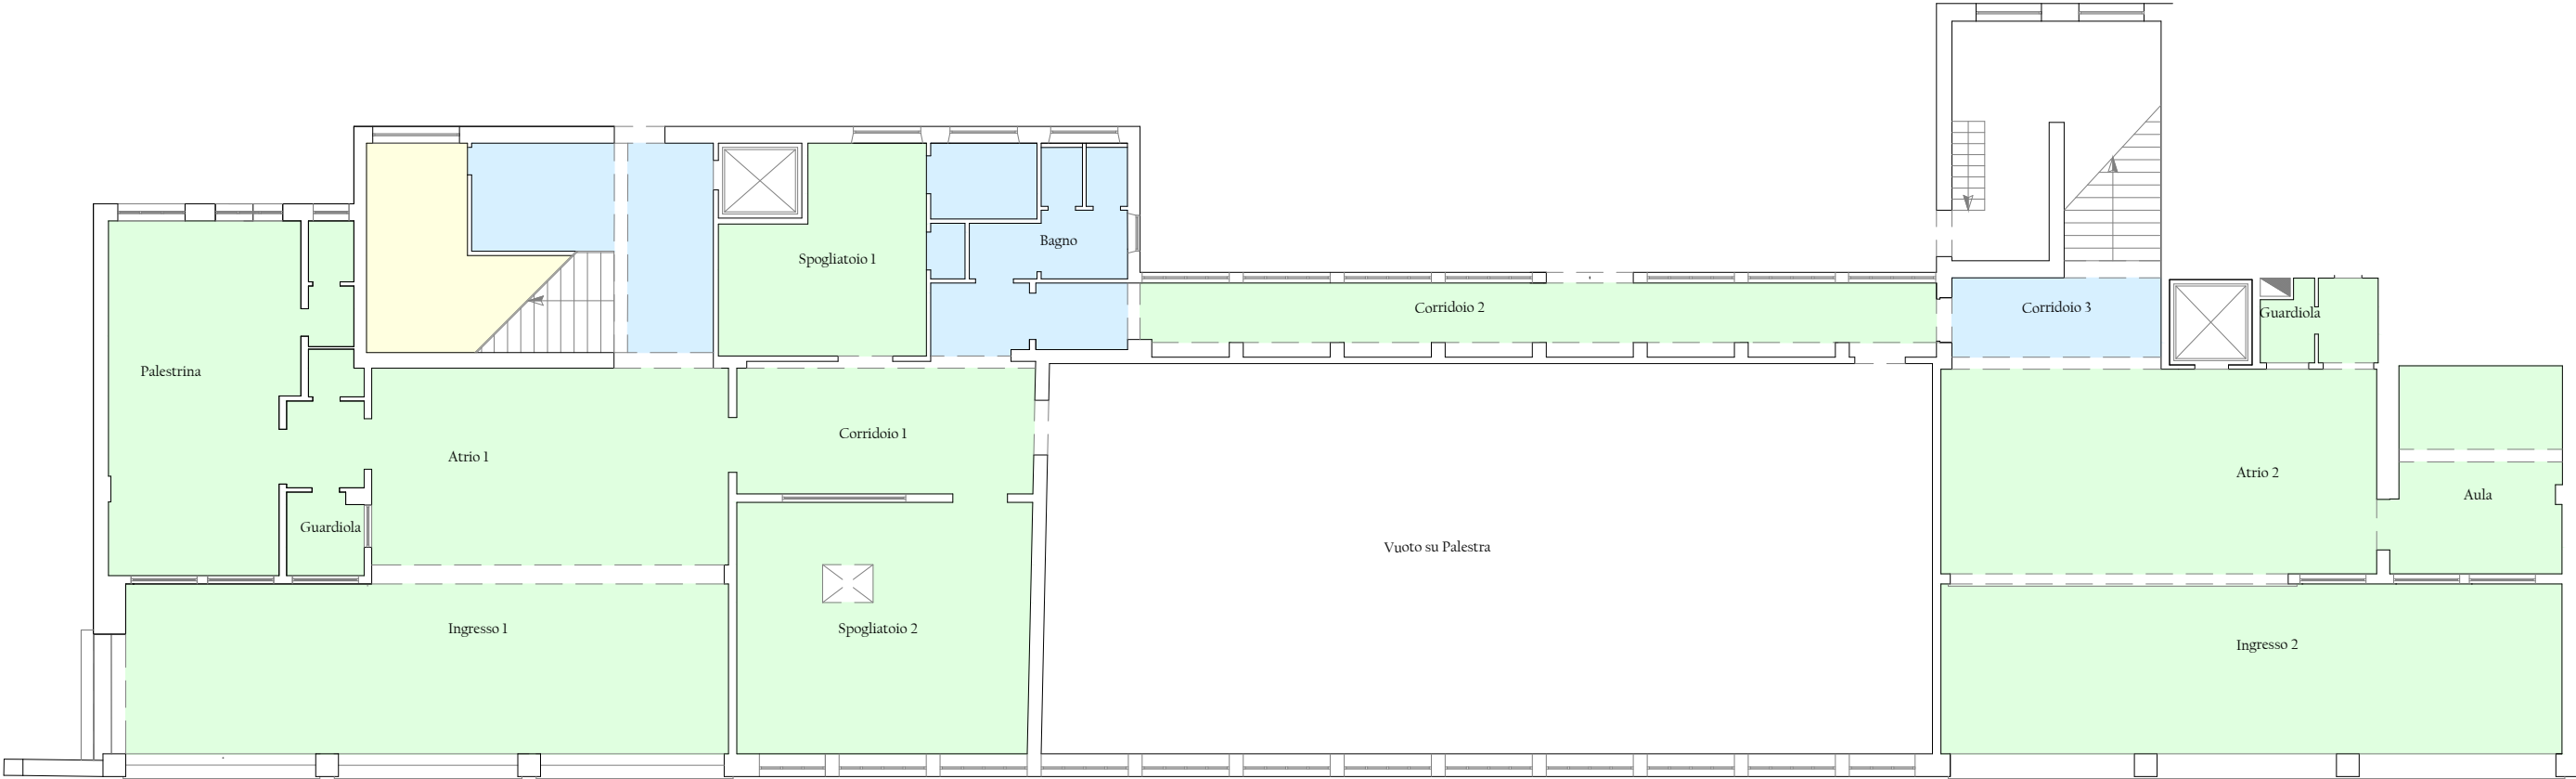 Bagno
Spogliatoio 1
Corridoio 2
Corridoio 3
Guardiola
Palestrina
Corridoio 1
Atrio 1
Atrio 2
Aula
Guardiola
Vuoto su Palestra
Ingresso 1
Spogliatoio 2
Ingresso 2